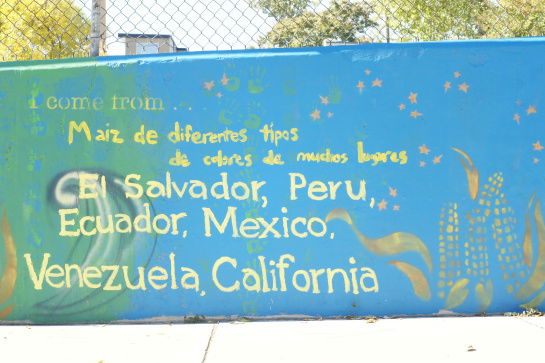 I come from . . .
Maiz de diferentes tipos
de colores de muchos lugares
El Salvador, Peru,
Ecuador, Mexico,
Venezuela, California